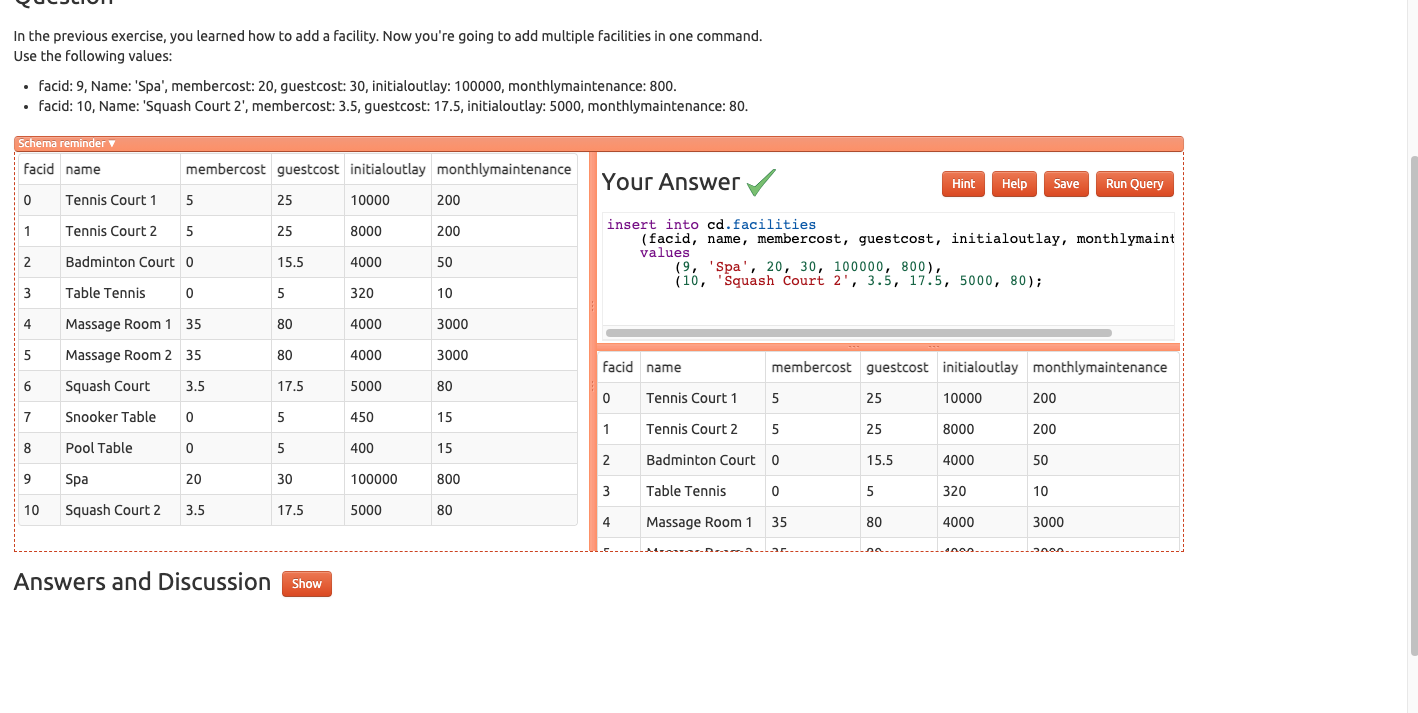 Question
In the previous exercise, you learned how to add a facility. Now you're going to add multiple facilities in one command.
Use the following values:
• facid: 9, Name: 'Spa', membercost: 20, guestcost: 30, initialoutlay: 100000, monthlymaintenance: 800.
• facid: 10, Name: 'Squash Court 2', membercost: 3.5, guestcost: 17.5, initialoutlay: 5000, monthlymaintenance: 80.
Schema reminder ▼
facid name membercost guestcost initialoutlay monthlymaintenance
0 Tennis Court 1 5 25 10000 200
1 Tennis Court 2 5 25 8000 200
2 Badminton Court 0 15.5 4000 50
3 Table Tennis 0 5 320 10
4 Massage Room 1 35 80 4000 3000
5 Massage Room 2 35 80 4000 3000
6 Squash Court 3.5 17.5 5000 80
7 Snooker Table 0 5 450 15
8 Pool Table 0 5 400 15
9 Spa 20 30 100000 800
10 Squash Court 2 3.5 17.5 5000 80
Your Answer
Hint Help Save Run Query
insert into cd.facilities
(facid, name, membercost, guestcost, initialoutlay, monthlymaint
values
(9, 'Spa', 20, 30, 100000, 800),
(10, 'Squash Court 2', 3.5, 17.5, 5000, 80);
facid name membercost guestcost initialoutlay monthlymaintenance
0 Tennis Court 1 5 25 10000 200
1 Tennis Court 2 5 25 8000 200
2 Badminton Court 0 15.5 4000 50
3 Table Tennis 0 5 320 10
4 Massage Room 1 35 80 4000 3000
5 Massage Room 2 35 80 4000 3000
Answers and Discussion Show